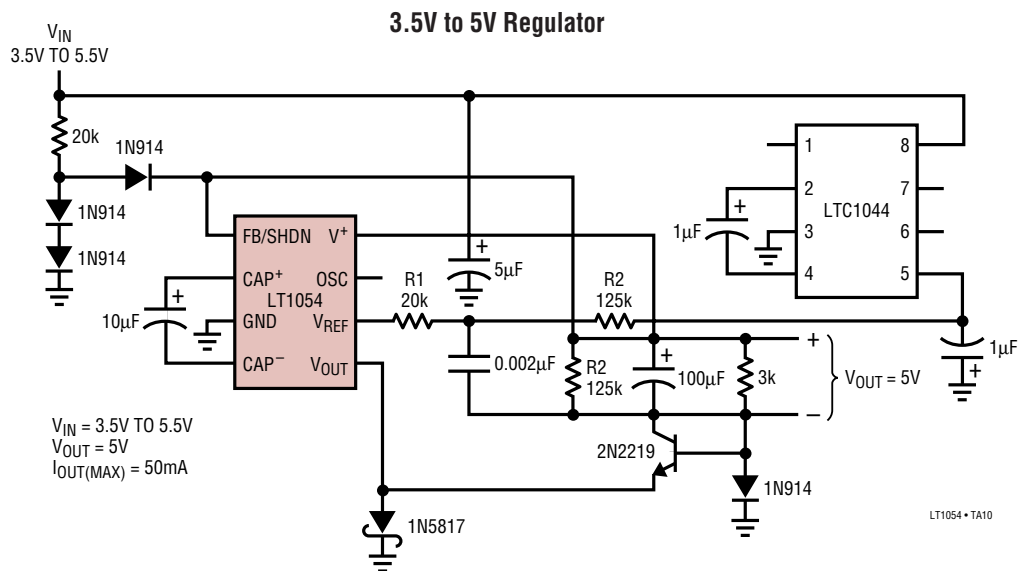 3.5V to 5V Regulator
VIN
3.5V TO 5.5V
20k
1N914
1N914
1N914
FB/SHDN
V+
CAP+
OSC
LT1054
GND
VREF
CAP–
VOUT
10µF
+
5µF
+
R1
20k
R2
125k
0.002µF
R2
125k
100µF
+
3k
+
–
VOUT = 5V
1µF
+
1
2
3
4
8
7
6
5
LTC1044
1µF
+
2N2219
1N914
1N5817
VIN = 3.5V TO 5.5V
VOUT = 5V
IOUT(MAX) = 50mA
LT1054 • TA10